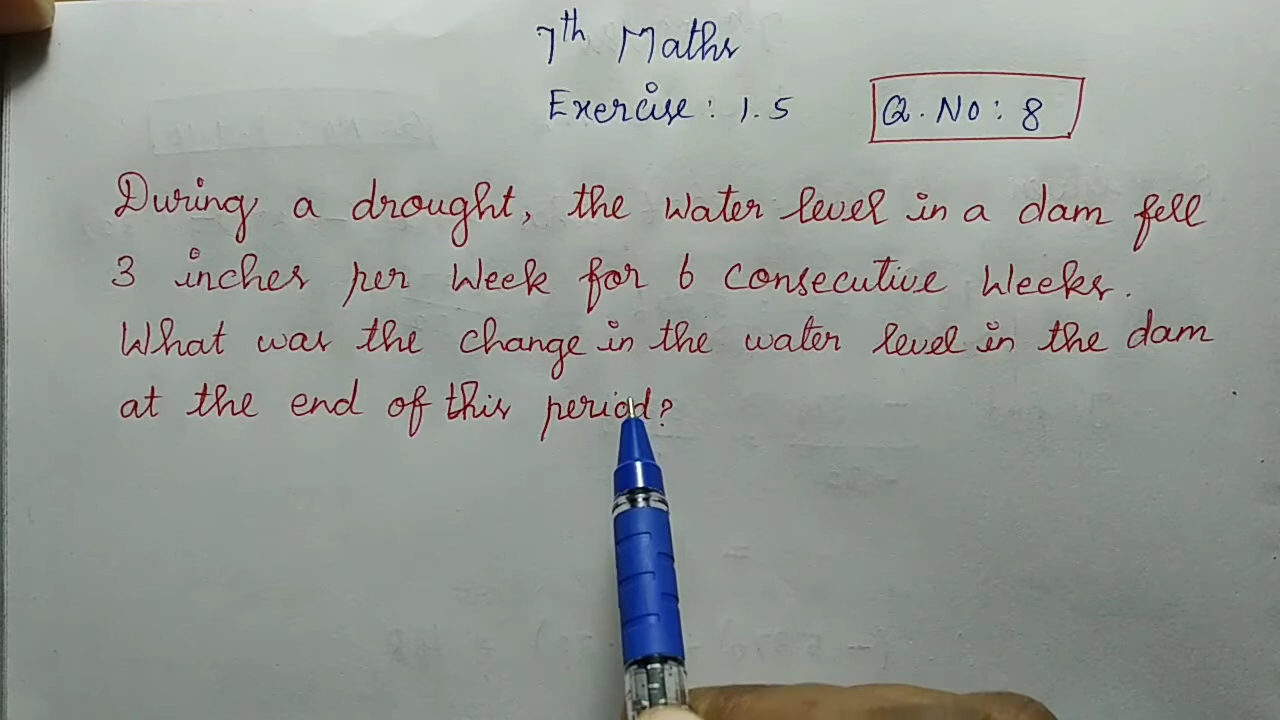 7th Maths
Exercise: 1.5 Q. No: 8
During a drought, the water level in a dam fell
3 inches per week for 6 consecutive weeks.
What was the change in the water level in the dam
at the end of this period?